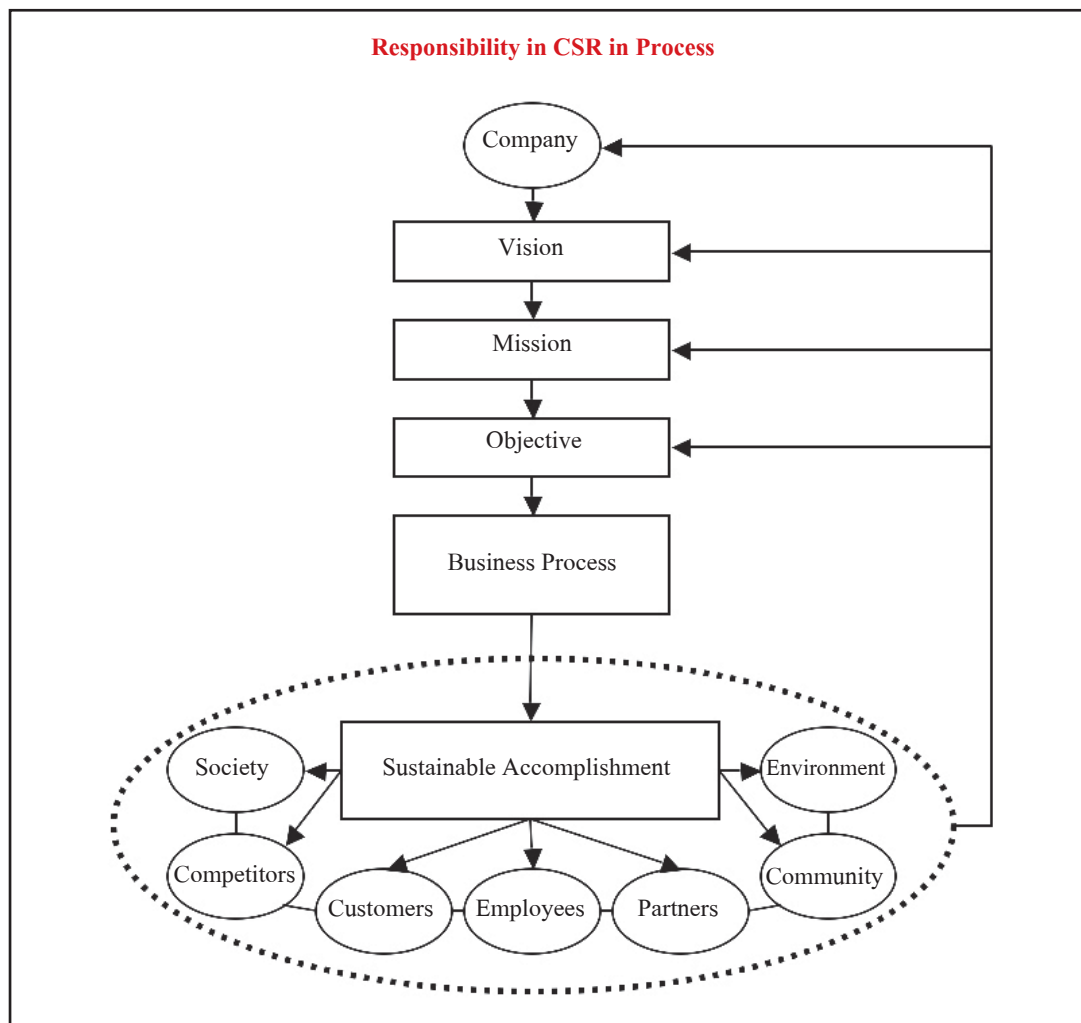 Responsibility in CSR in Process
Company
Vision
Mission
Objective
Business Process
Sustainable Accomplishment
Society
Environment
Competitors
Community
Customers
Employees
Partners